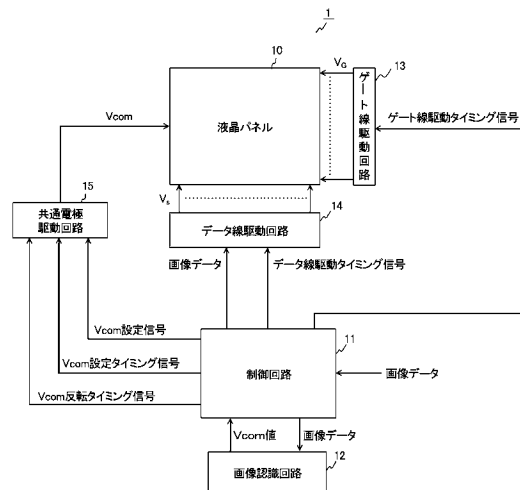 1
10
V_G
13
Vcom
液晶パネル
ゲート線駆動回路
ゲート線駆動タイミング信号
15
共通電極
駆動回路
V_s
14
データ線駆動回路
画像データ
データ線駆動タイミング信号
Vcom設定信号
11
Vcom設定タイミング信号
制御回路
画像データ
Vcom反転タイミング信号
Vcom値
画像データ
12
画像認識回路